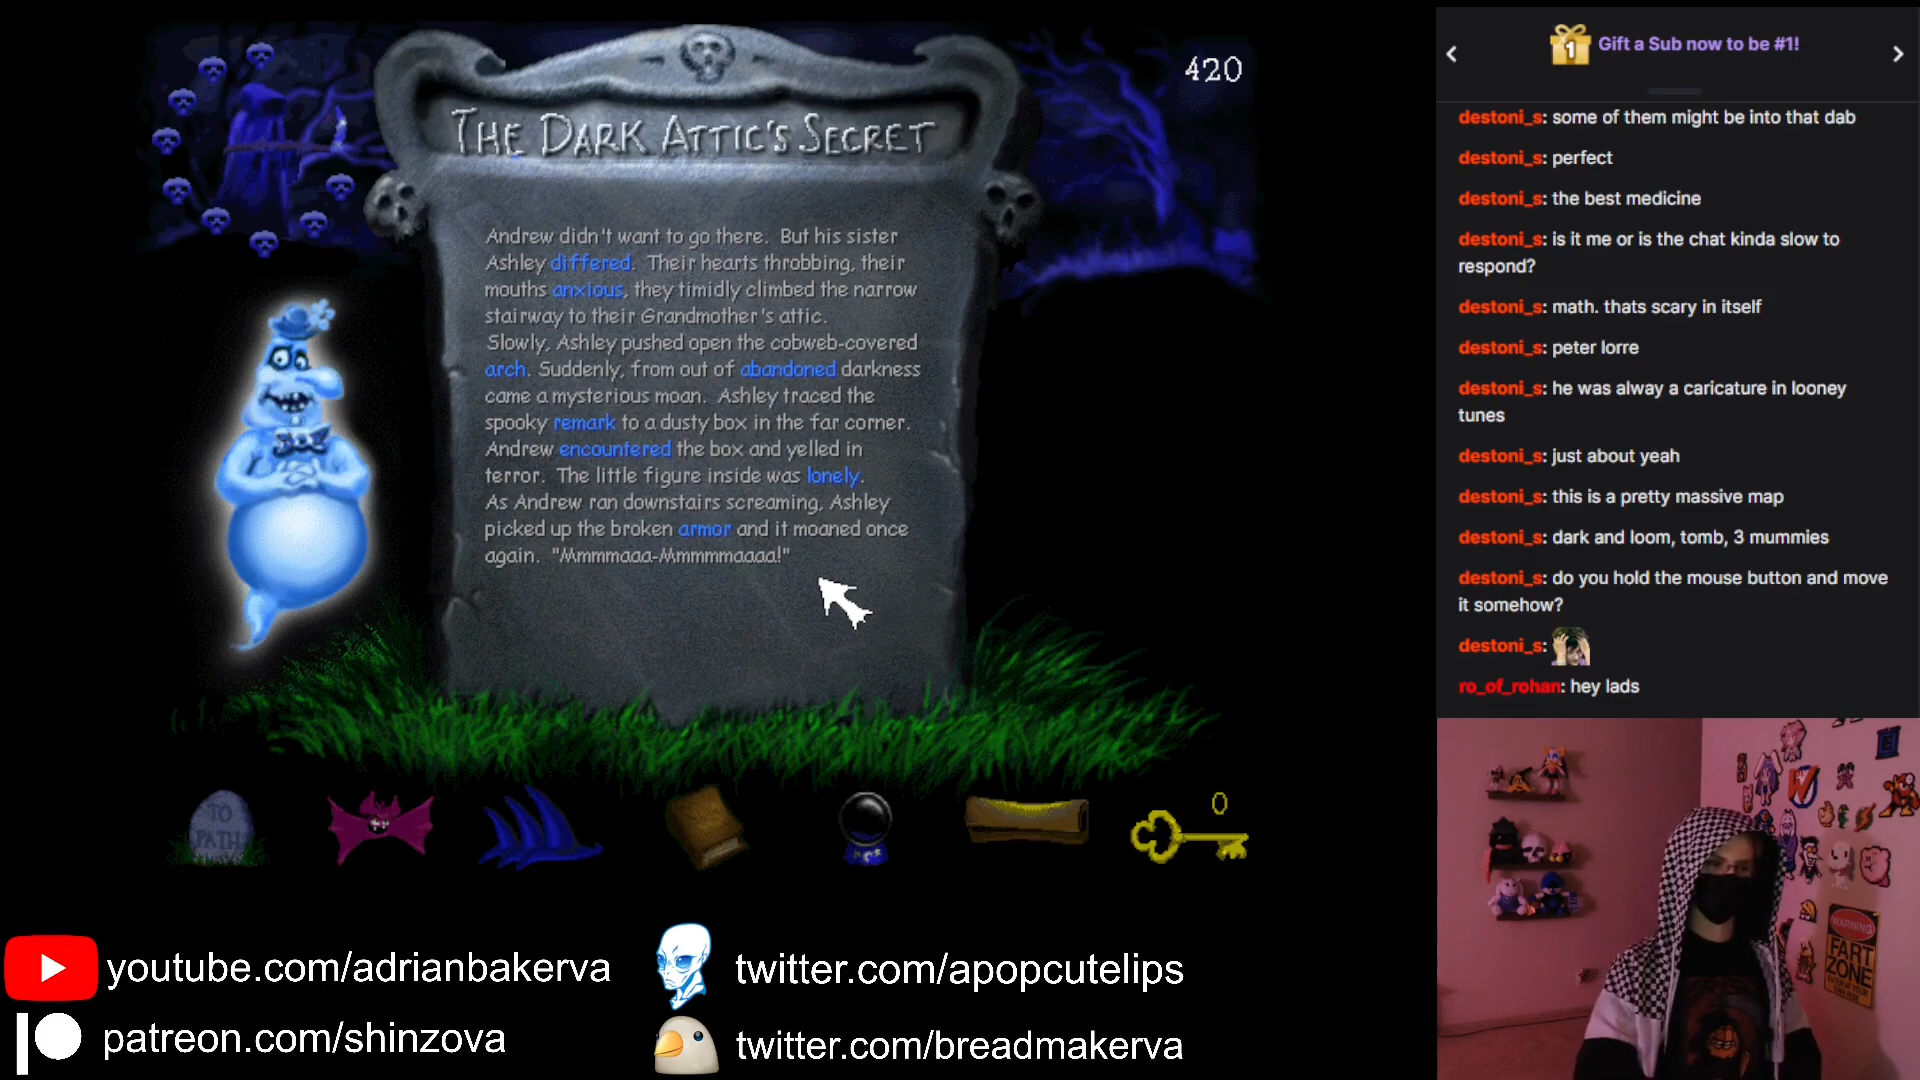 420
THE DARK ATTIC'S SECRET
Andrew didn't want to go there. But his sister
Ashley differed. Their hearts throbbing, their
mouths anxious, they timidly climbed the narrow
stairway to their Grandmother's attic.
Slowly, Ashley pushed open the cobweb-covered
arch. Suddenly, from out of abandoned darkness
came a mysterious moan. Ashley traced the
spooky remark to a dusty box in the far corner.
Andrew encountered the box and yelled in
terror. The little figure inside was lonely.
As Andrew ran downstairs screaming, Ashley
picked up the broken armor and it moaned once
again. "Mmmmaaa-Mmmmmaaaa!"
TO
PATH
0
youtube.com/adrianbakerva
twitter.com/apopcutelips
patreon.com/shinzova
twitter.com/breadmakerva
1
Gift a Sub now to be #1!
destoni_s: some of them might be into that dab
destoni_s: perfect
destoni_s: the best medicine
destoni_s: is it me or is the chat kinda slow to
respond?
destoni_s: math. thats scary in itself
destoni_s: peter lorre
destoni_s: he was alway a caricature in looney
tunes
destoni_s: just about yeah
destoni_s: this is a pretty massive map
destoni_s: dark and loom, tomb, 3 mummies
destoni_s: do you hold the mouse button and move
it somehow?
destoni_s:
ro_of_rohan: hey lads
WARNING
FART
ZONE